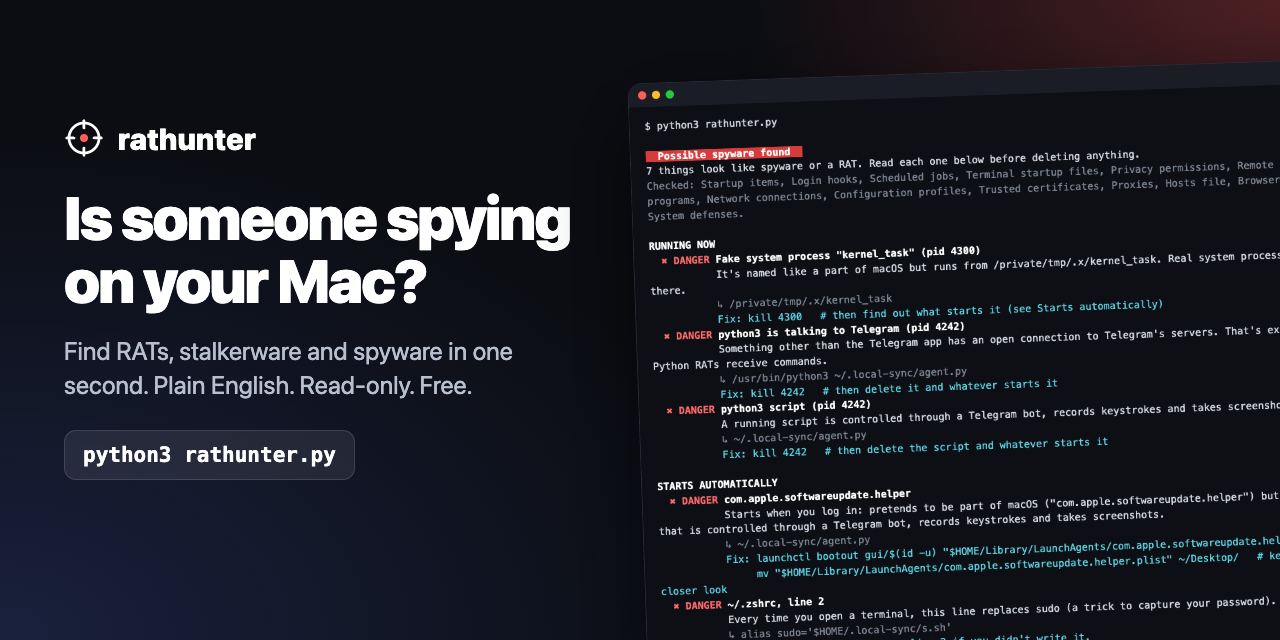 rathunter
Is someone spying
on your Mac?
Find RATs, stalkerware and spyware in one
second. Plain English. Read-only. Free.
python3 rathunter.py
$ python3 rathunter.py
Possible spyware found
7 things look like spyware or a RAT. Read each one below before deleting anything.
Checked: Startup items, Login hooks, Scheduled jobs, Terminal startup files, Privacy permissions, Remote
programs, Network connections, Configuration profiles, Trusted certificates, Proxies, Hosts file, Browser
System defenses.
RUNNING NOW
✖ DANGER Fake system process "kernel_task" (pid 4300)
It's named like a part of macOS but runs from /private/tmp/.x/kernel_task. Real system process
there.
↳ /private/tmp/.x/kernel_task
Fix: kill 4300 # then find out what starts it (see Starts automatically)
✖ DANGER python3 is talking to Telegram (pid 4242)
Something other than the Telegram app has an open connection to Telegram's servers. That's ex
Python RATs receive commands.
↳ /usr/bin/python3 ~/.local-sync/agent.py
Fix: kill 4242 # then delete it and whatever starts it
✖ DANGER python3 script (pid 4242)
A running script is controlled through a Telegram bot, records keystrokes and takes screensho
↳ ~/.local-sync/agent.py
Fix: kill 4242 # then delete the script and whatever starts it
STARTS AUTOMATICALLY
✖ DANGER com.apple.softwareupdate.helper
Starts when you log in: pretends to be part of macOS ("com.apple.softwareupdate.helper") but
that is controlled through a Telegram bot, records keystrokes and takes screenshots.
↳ ~/.local-sync/agent.py
Fix: launchctl bootout gui/$(id -u) "$HOME/Library/LaunchAgents/com.apple.softwareupdate.hel
mv "$HOME/Library/LaunchAgents/com.apple.softwareupdate.helper.plist" ~/Desktop/ # ke
closer look
✖ DANGER ~/.zshrc, line 2
Every time you open a terminal, this line replaces sudo (a trick to capture your password).
↳ alias sudo='$HOME/.local-sync/s.sh'
if you didn't write it.